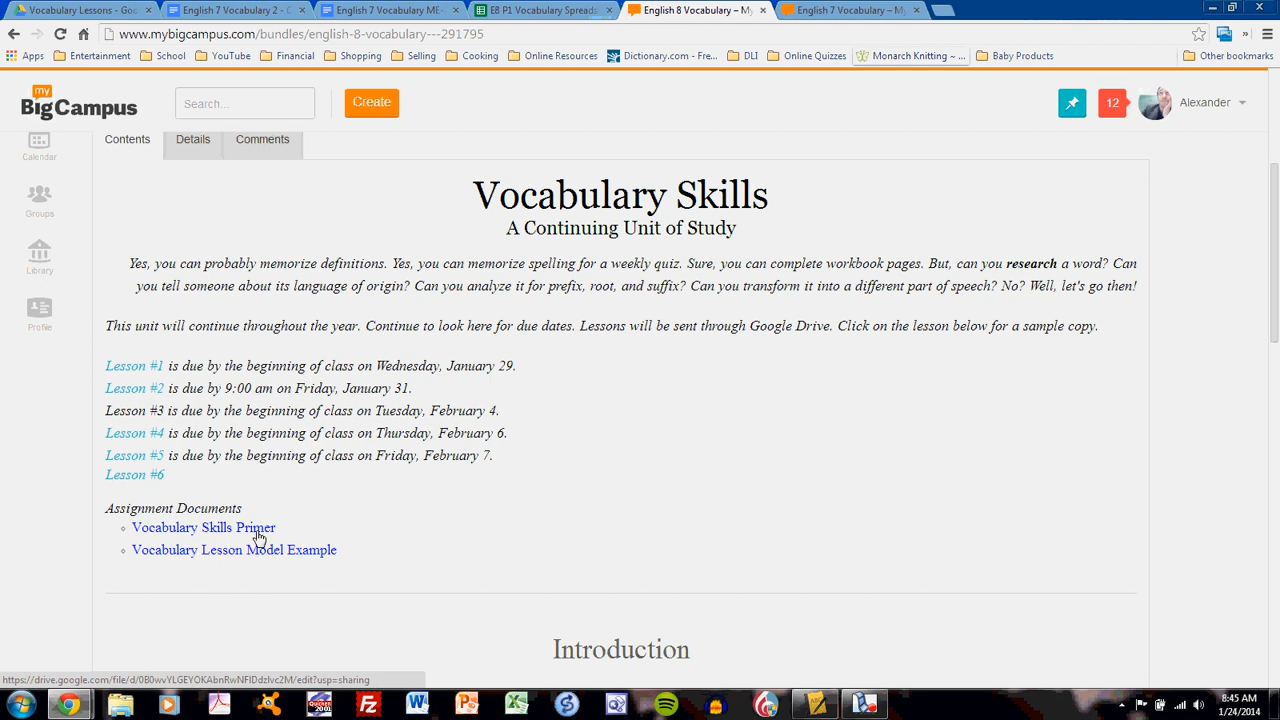 Vocabulary Lessons - Goo
English 7 Vocabulary 2 - G
English 7 Vocabulary ME-
E8 P1 Vocabulary Spreads
English 8 Vocabulary – My
English 7 Vocabulary – My
www.mybigcampus.com/bundles/english-8-vocabulary---291795
Apps Entertainment School YouTube Financial Shopping Selling Cooking Online Resources Dictionary.com - Fre... DLI Online Quizzes Monarch Knitting ~ ... Baby Products Other bookmarks
my
BigCampus
Search...
Create
12
Alexander
Contents Details Comments
Calendar
Groups
Library
Profile
Vocabulary Skills
A Continuing Unit of Study
Yes, you can probably memorize definitions. Yes, you can memorize spelling for a weekly quiz. Sure, you can complete workbook pages. But, can you research a word? Can
you tell someone about its language of origin? Can you analyze it for prefix, root, and suffix? Can you transform it into a different part of speech? No? Well, let's go then!
This unit will continue throughout the year. Continue to look here for due dates. Lessons will be sent through Google Drive. Click on the lesson below for a sample copy.
Lesson #1 is due by the beginning of class on Wednesday, January 29.
Lesson #2 is due by 9:00 am on Friday, January 31.
Lesson #3 is due by the beginning of class on Tuesday, February 4.
Lesson #4 is due by the beginning of class on Thursday, February 6.
Lesson #5 is due by the beginning of class on Friday, February 7.
Lesson #6
Assignment Documents
Vocabulary Skills Primer
Vocabulary Lesson Model Example
Introduction
https://drive.google.com/file/d/0B0wvYLGEYOKAbnRwNFlDdzlvc2M/edit?usp=sharing
8:45 AM
1/24/2014